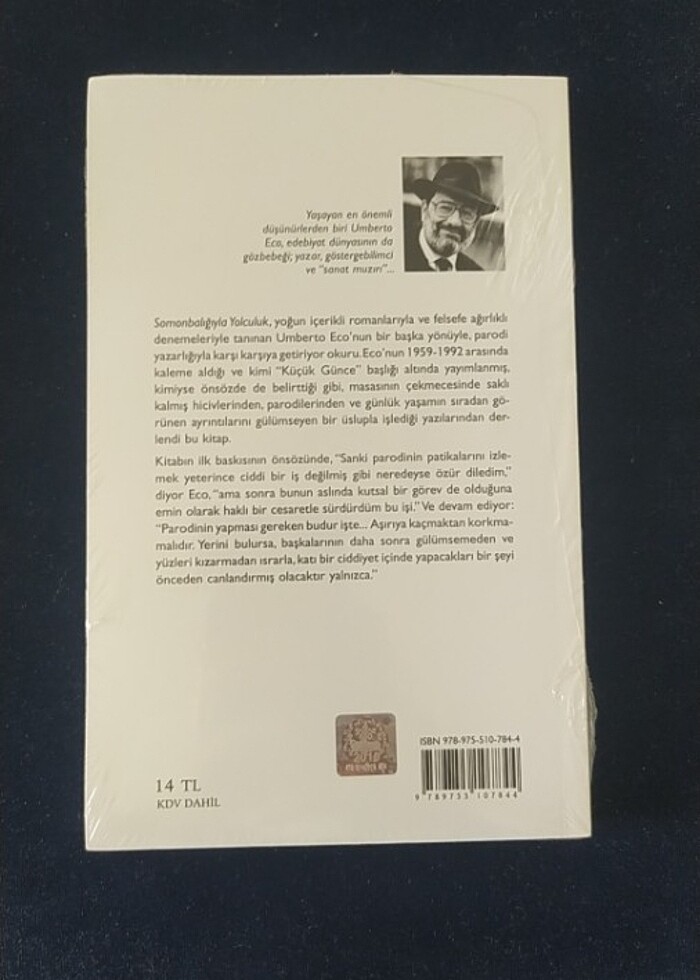 Yaşayan en önemli
düşünürlerden biri Umberto
Eco, edebiyat dünyasının da
gözbebeği; yazar, göstergebilimci
ve "sanat muzırı"...
Somonbalığıyla Yolculuk, yoğun içerikli romanlarıyla ve felsefe ağırlıklı
denemeleriyle tanınan Umberto Eco'nun bir başka yönüyle, parodi
yazarlığıyla karşı karşıya getiriyor okuru. Eco'nun 1959-1992 arasında
kaleme aldığı ve kimi "Küçük Günce" başlığı altında yayımlanmış,
kimiyse önsözde de belirttiği gibi, masasının çekmecesinde saklı
kalmış hicivlerinden, parodilerinden ve günlük yaşamın sıradan gö-
rünen ayrıntılarını gülümseyen bir üslupla işlediği yazılarından der-
lendi bu kitap.
Kitabın ilk baskısının önsözünde, "Sanki parodinin patikalarını izle-
mek yeterince ciddi bir iş değilmiş gibi neredeyse özür diledim,"
diyor Eco, "ama sonra bunun aslında kutsal bir görev de olduğuna
emin olarak haklı bir cesaretle sürdürdüm bu işi." Ve devam ediyor:
"Parodinin yapması gereken budur işte... Aşırıya kaçmaktan korkma-
malıdır. Yerini bulursa, başkalarının daha sonra gülümsemeden ve
yüzleri kızarmadan ısrarla, katı bir ciddiyet içinde yapacakları bir şeyi
önceden canlandırmış olacaktır yalnızca."
ISBN 978-975-510-784-4
9 789755 107844
14 TL
KDV DAHİL